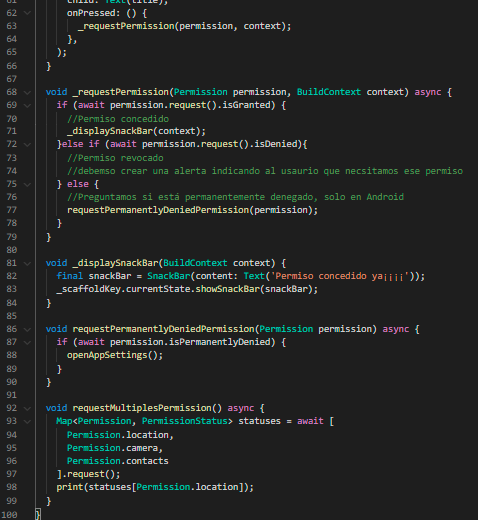 61 child: Text(title),
62 onPressed: () {
63 _requestPermission(permission, context);
64 },
65 );
66 }
67
68 void _requestPermission(Permission permission, BuildContext context) async {
69 if (await permission.request().isGranted) {
70 //Permiso concedido
71 _displaySnackBar(context);
72 }else if (await permission.request().isDenied){
73 //Permiso revocado
74 //debemso crear una alerta indicando al usaurio que necsitamos ese permiso
75 } else {
76 //Preguntamos si está permanentemente denegado, solo en Android
77 requestPermanentlyDeniedPermission(permission);
78 }
79 }
80
81 void _displaySnackBar(BuildContext context) {
82 final snackBar = SnackBar(content: Text('Permiso concedido ya¡¡¡¡'));
83 _scaffoldKey.currentState.showSnackBar(snackBar);
84 }
85
86 void requestPermanentlyDeniedPermission(Permission permission) async {
87 if (await permission.isPermanentlyDenied) {
88 openAppSettings();
89 }
90 }
91
92 void requestMultiplesPermission() async {
93 Map<Permission, PermissionStatus> statuses = await [
94 Permission.location,
95 Permission.camera,
96 Permission.contacts
97 ].request();
98 print(statuses[Permission.location]);
99 }
100 }